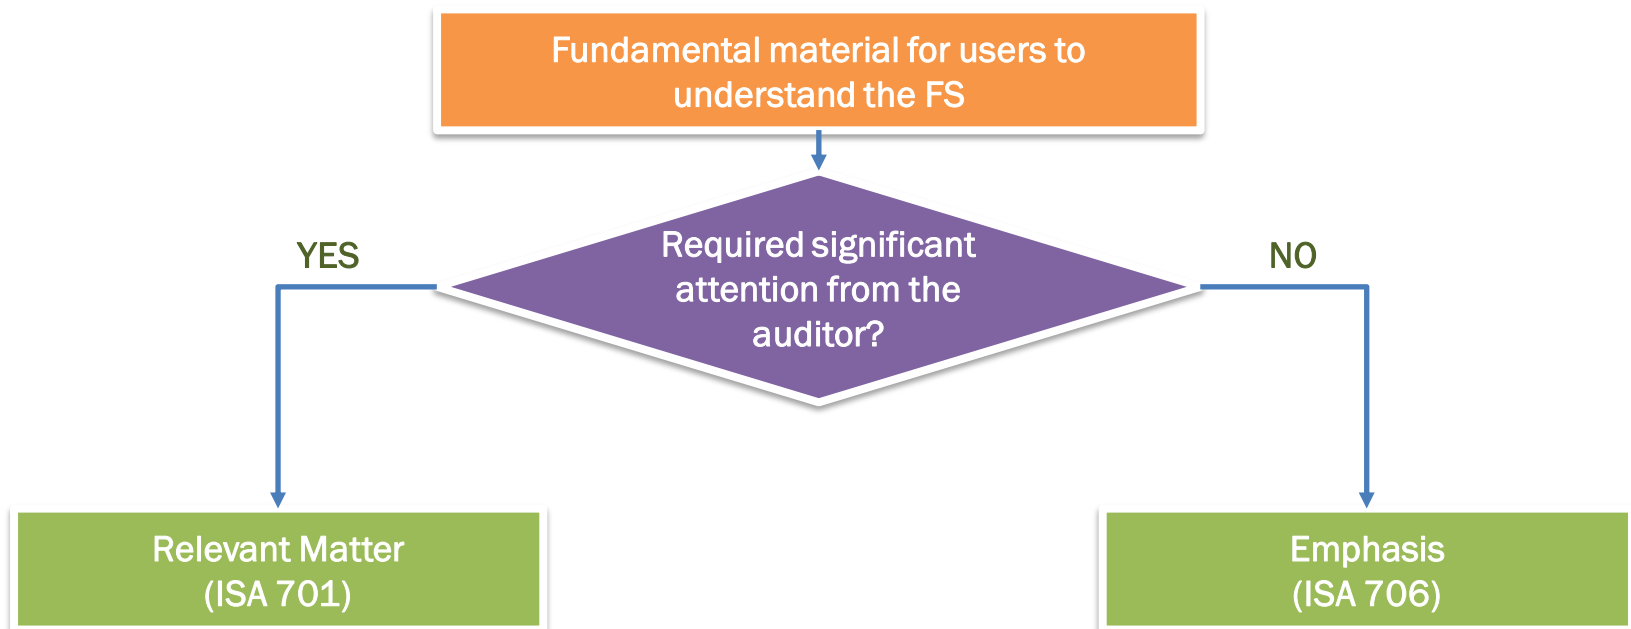 Fundamental material for users to
understand the FS
Required significant
attention from the
auditor?
YES
NO
Relevant Matter
(ISA 701)
Emphasis
(ISA 706)